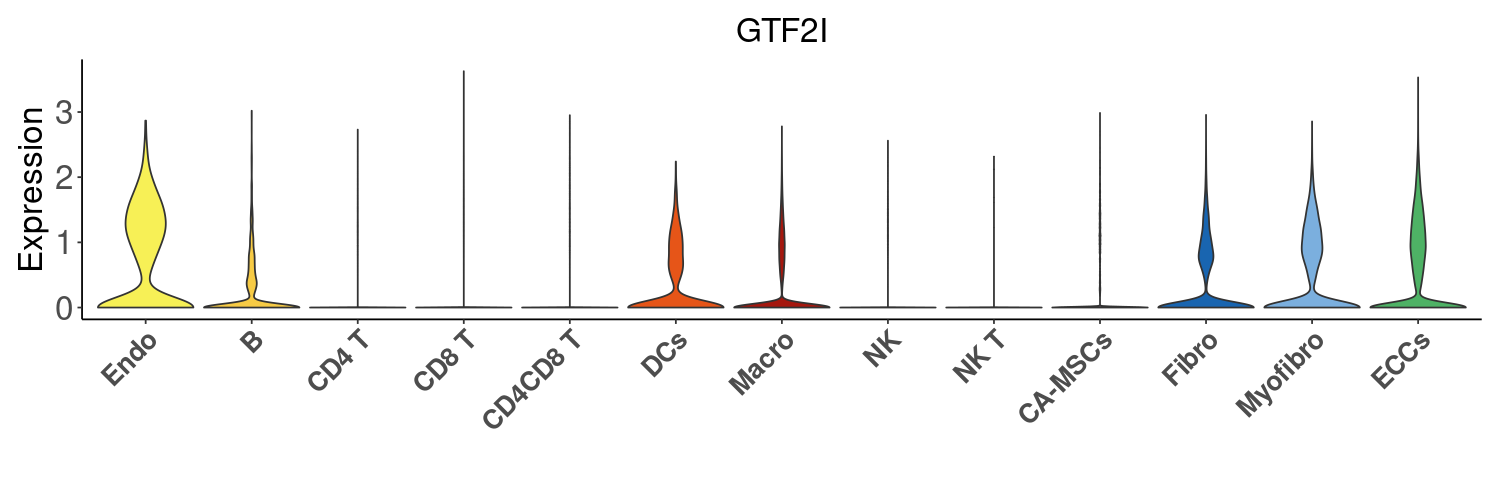 GTF2I
Expression
3
2
1
0
Endo
B
CD4 T
CD8 T
CD4CD8 T
DCs
Macro
NK
NK T
CA-MSCs
Fibro
Myofibro
ECCs